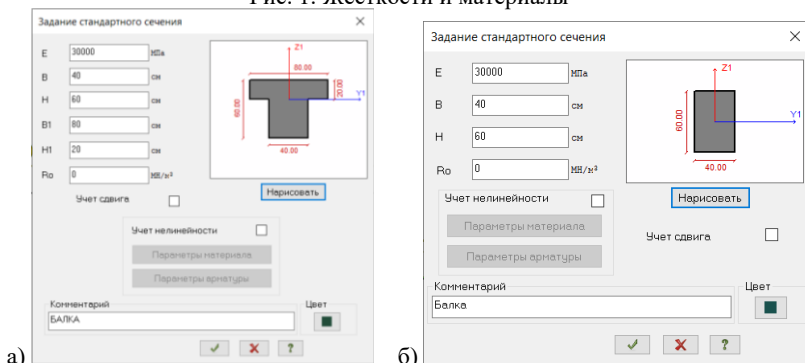 Рис. 1. Жесткости и материалы
Задание стандартного сечения
E 30000 МПа
B 40 см
H 60 см
B1 80 см
H1 20 см
Ro 0 МН/м³
Z1
80.00
20.00
Y1
60.00
40.00
Учет сдвига
Нарисовать
Учет нелинейности
Параметры материала
Параметры арматуры
Комментарий
Цвет
БАЛКА
а)
Задание стандартного сечения
E 30000 МПа
B 40 см
H 60 см
Ro 0 МН/м³
Z1
Y1
60.00
40.00
Учет нелинейности
Нарисовать
Параметры материала
Учет сдвига
Параметры арматуры
Комментарий
Цвет
Балка
б)